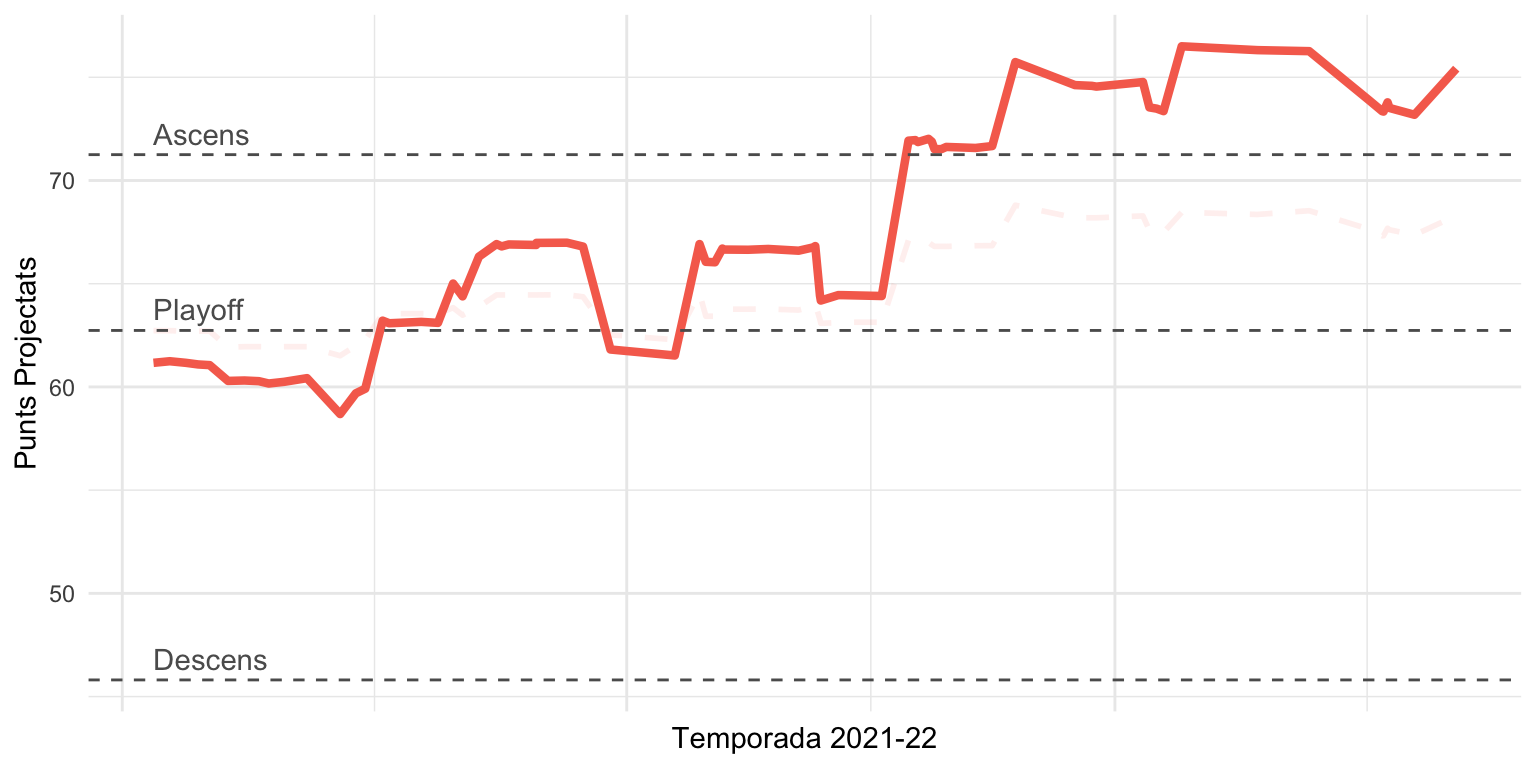 Ascens
70
Playoff
60
50
Descens
Punts Projectats
Temporada 2021-22